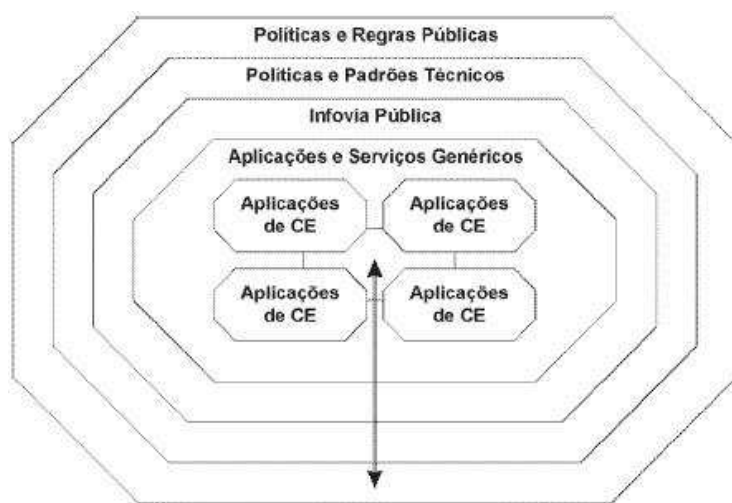 Políticas e Regras Públicas
Políticas e Padrões Técnicos
Infovia Pública
Aplicações e Serviços Genéricos
Aplicações
de CE
Aplicações
de CE
Aplicações
de CE
Aplicações
de CE